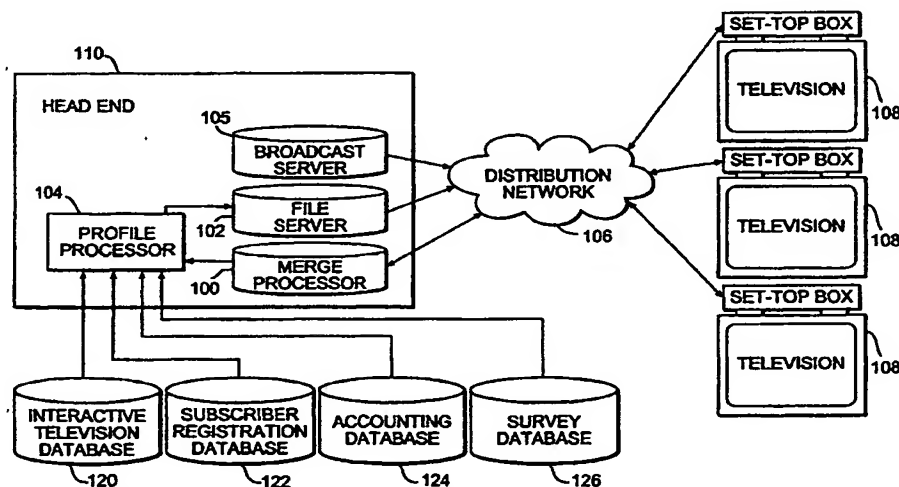 110
HEAD END
105
BROADCAST
SERVER
104
PROFILE
PROCESSOR
102
FILE
SERVER
100
MERGE
PROCESSOR
DISTRIBUTION
NETWORK
106
SET-TOP BOX
TELEVISION
108
SET-TOP BOX
TELEVISION
108
SET-TOP BOX
TELEVISION
108
INTERACTIVE
TELEVISION
DATABASE
120
SUBSCRIBER
REGISTRATION
DATABASE
122
ACCOUNTING
DATABASE
124
SURVEY
DATABASE
126